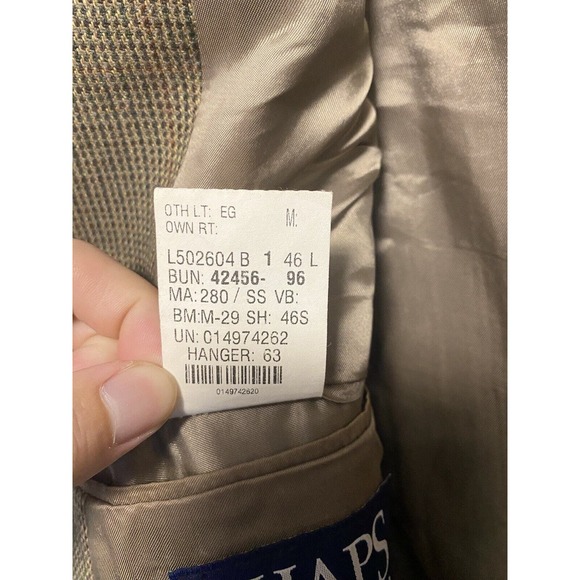 OTH LT: EG M:
OWN RT:
L502604 B 1 46 L
BUN: 42456- 96
MA: 280 / SS VB:
BM:M-29 SH: 46S
UN: 014974262
HANGER: 63
0149742620